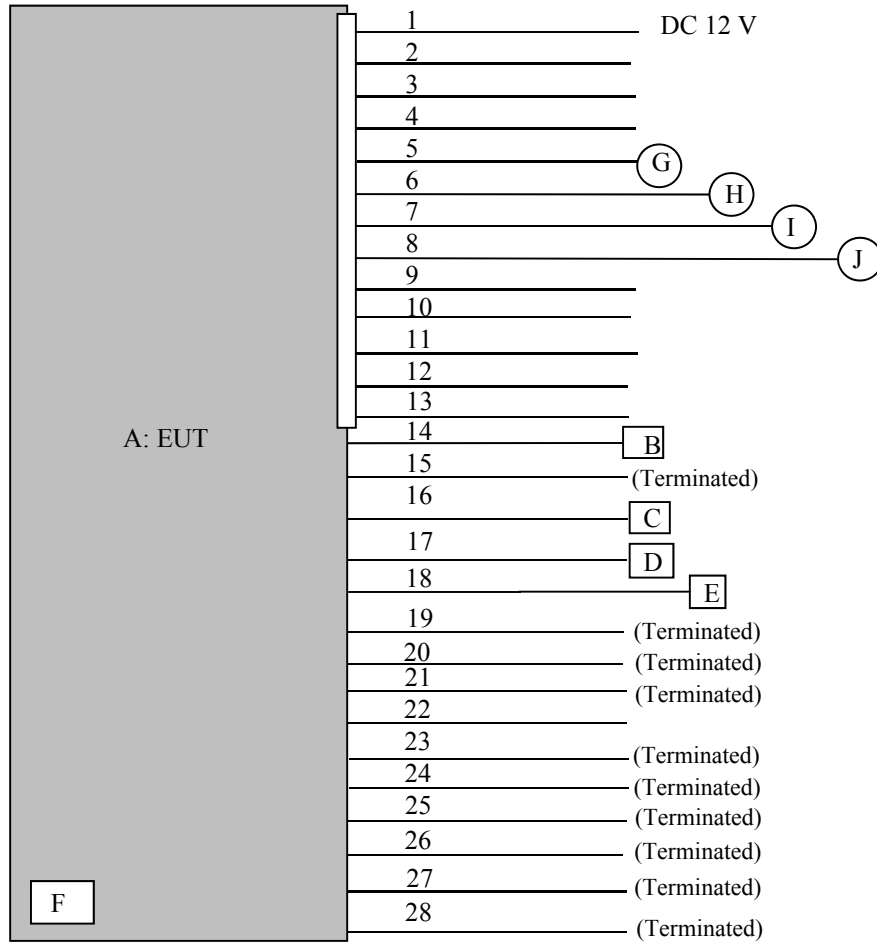 1 DC 12 V
2
3
4
5 G
6 H
7 I
8 J
9
10
11
12
13
A: EUT
14 B
15 (Terminated)
16 C
17 D
18 E
19 (Terminated)
20 (Terminated)
21 (Terminated)
22
23 (Terminated)
24 (Terminated)
25 (Terminated)
26 (Terminated)
27 (Terminated)
F
28 (Terminated)